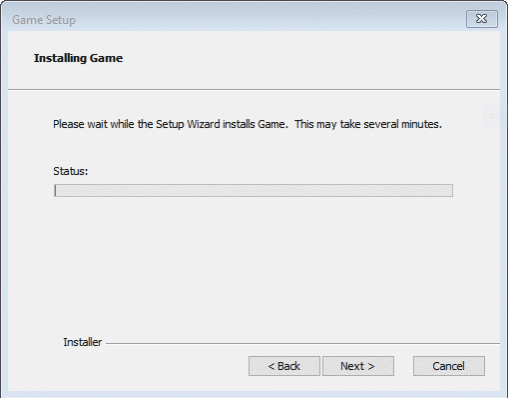 Game Setup
Installing Game
Please wait while the Setup Wizard installs Game.  This may take several minutes.
Status:
Installer
< Back
Next >
Cancel